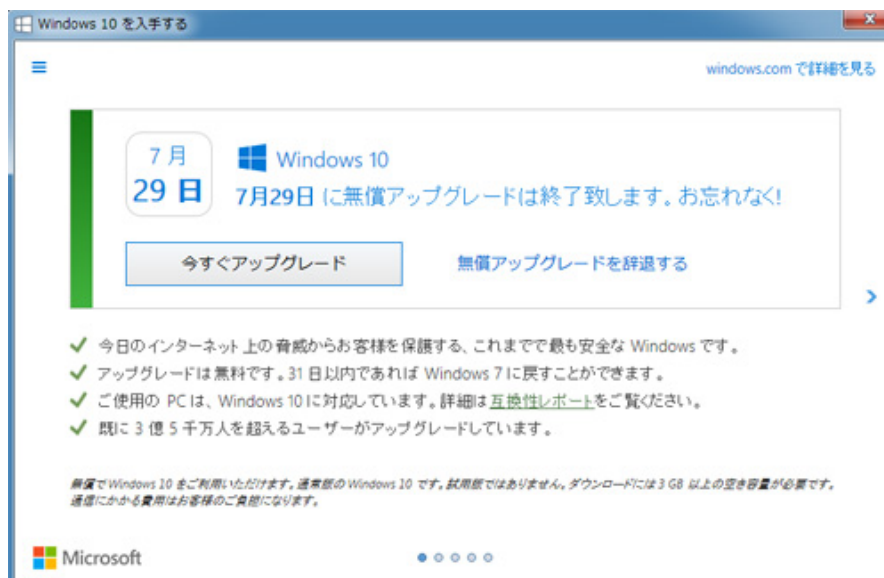 Windows 10 を入手する
windows.com で詳細を見る
7 月
29 日
Windows 10
7月29日 に無償アップグレードは終了致します。お忘れなく!
今すぐアップグレード
無償アップグレードを辞退する
今日のインターネット上の脅威からお客様を保護する、これまでで最も安全な Windows です。
アップグレードは無料です。31 日以内であれば Windows 7 に戻すことができます。
ご使用の PC は、Windows 10 に対応しています。詳細は互換性レポートをご覧ください。
既に 3 億 5 千万人を超えるユーザーがアップグレードしています。
無償で Windows 10 をご利用いただけます。通常版の Windows 10 です。試用版ではありません。ダウンロードには 3 GB 以上の空き容量が必要です。
通信にかかる費用はお客様のご負担になります。
Microsoft